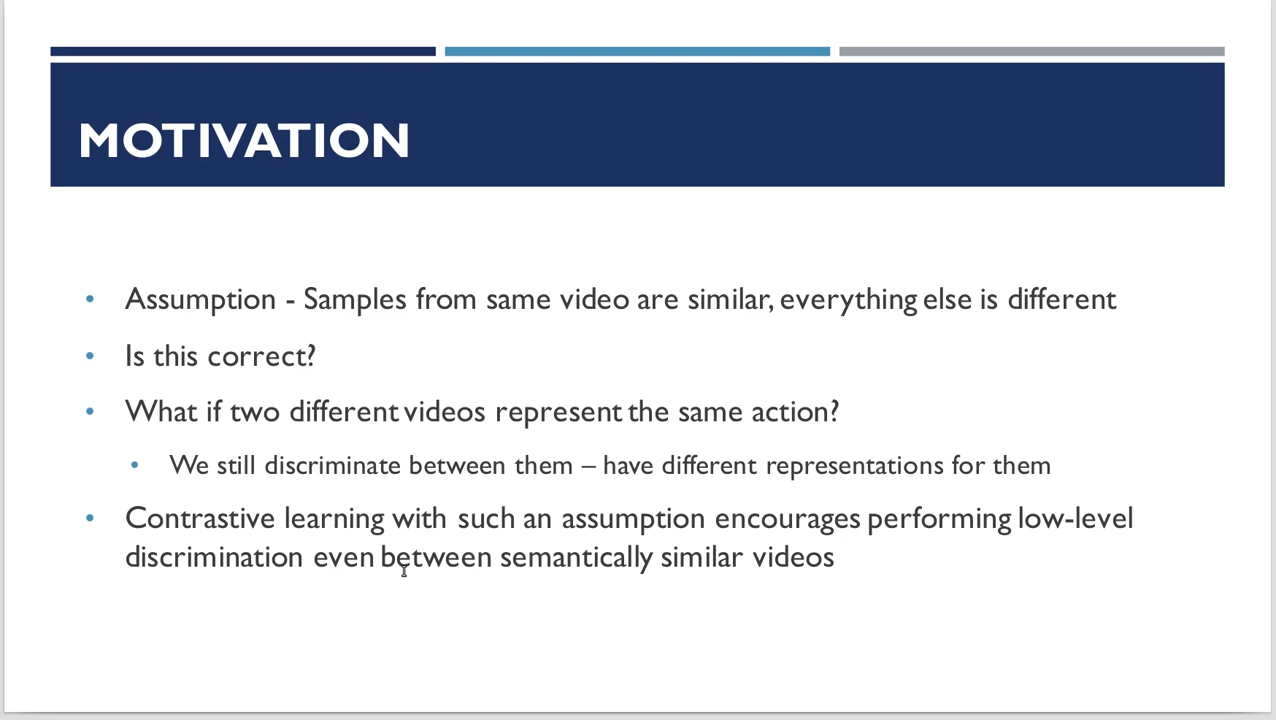 MOTIVATION
• Assumption - Samples from same video are similar, everything else is different
• Is this correct?
• What if two different videos represent the same action?
• We still discriminate between them – have different representations for them
• Contrastive learning with such an assumption encourages performing low-level
discrimination even between semantically similar videos